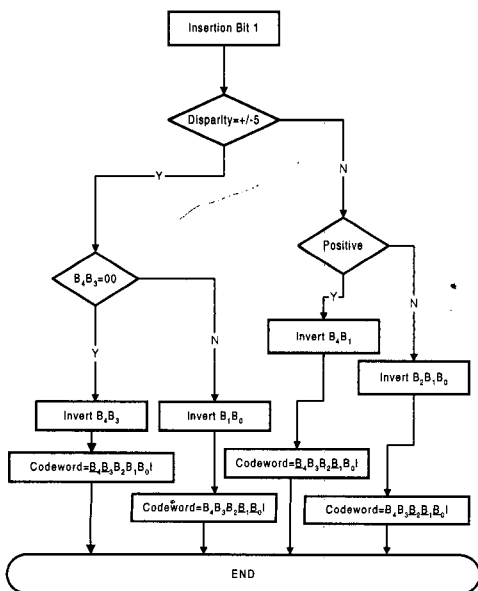 Insertion Bit 1
Disparity=+/-5
Y
N
Positive
B₄B₃=00
Y
N
Invert B₄B₁
Y
N
Invert B₂B₁B₀
Invert B₄B₃
Invert B₁B₀
Codeword=B₄B₃B₂B₁B₀I
Codeword=B₄B₃B₂B₁B₀I
Codeword=B₄B₃B₂B₁B₀I
Codeword=B₄B₃B₂B₁B₀I
END